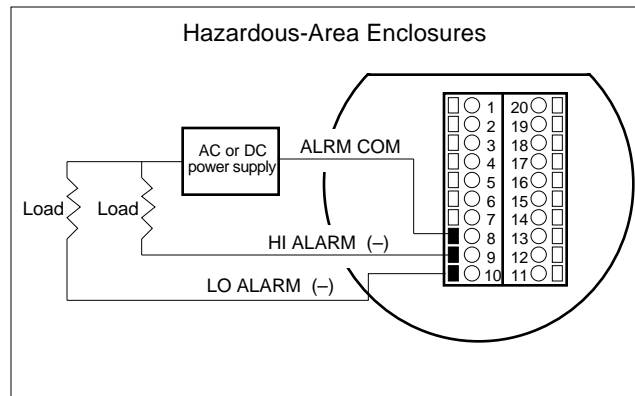 Hazardous-Area Enclosures
AC or DC
power supply
ALRM COM
Load
Load
HI ALARM (–)
LO ALARM (–)
1 20
2 19
3 18
4 17
5 16
6 15
7 14
8 13
9 12
10 11